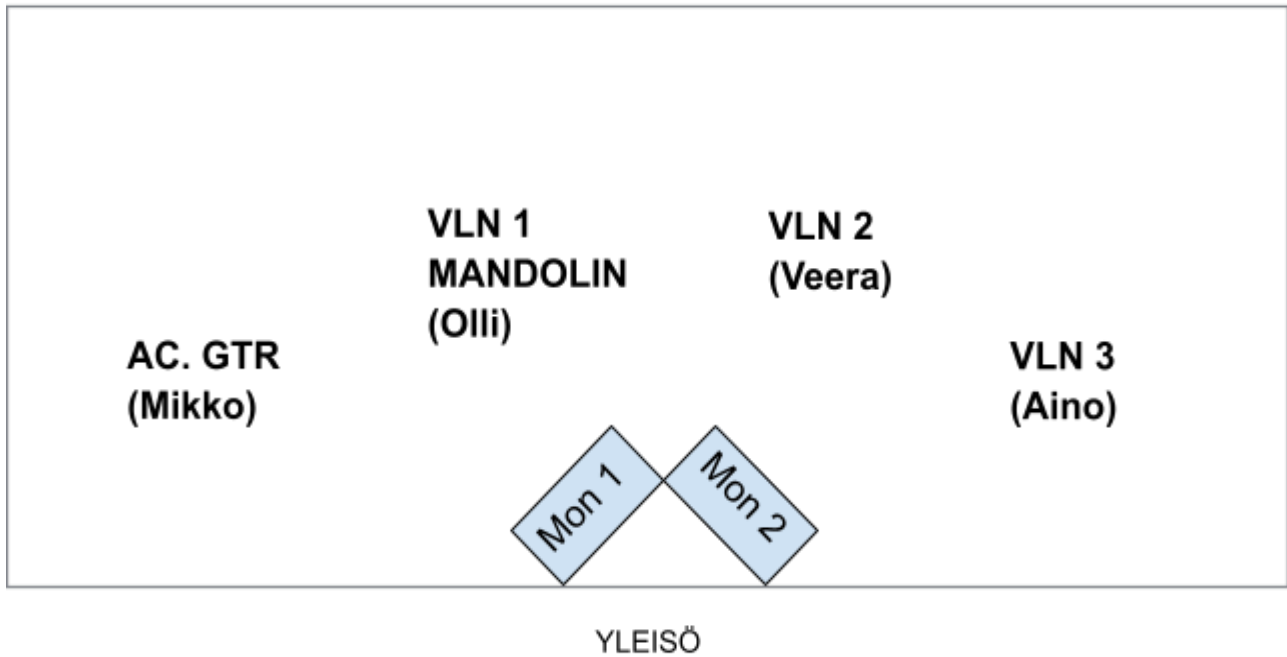 VLN 1
MANDOLIN
(Olli)
VLN 2
(Veera)
AC. GTR
(Mikko)
VLN 3
(Aino)
Mon 1
Mon 2
YLEISÖ